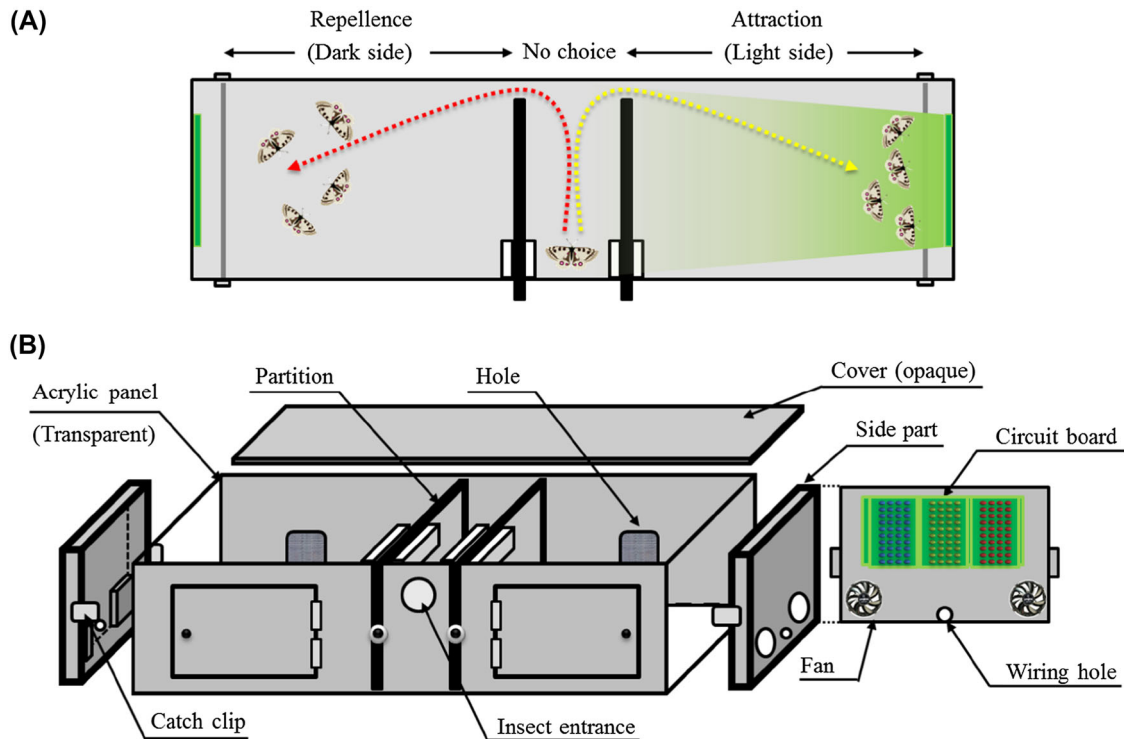 (A)
Repellence
(Dark side)
No choice
Attraction
(Light side)
(B)
Acrylic panel
(Transparent)
Partition
Hole
Cover (opaque)
Side part
Circuit board
Catch clip
Insect entrance
Fan
Wiring hole